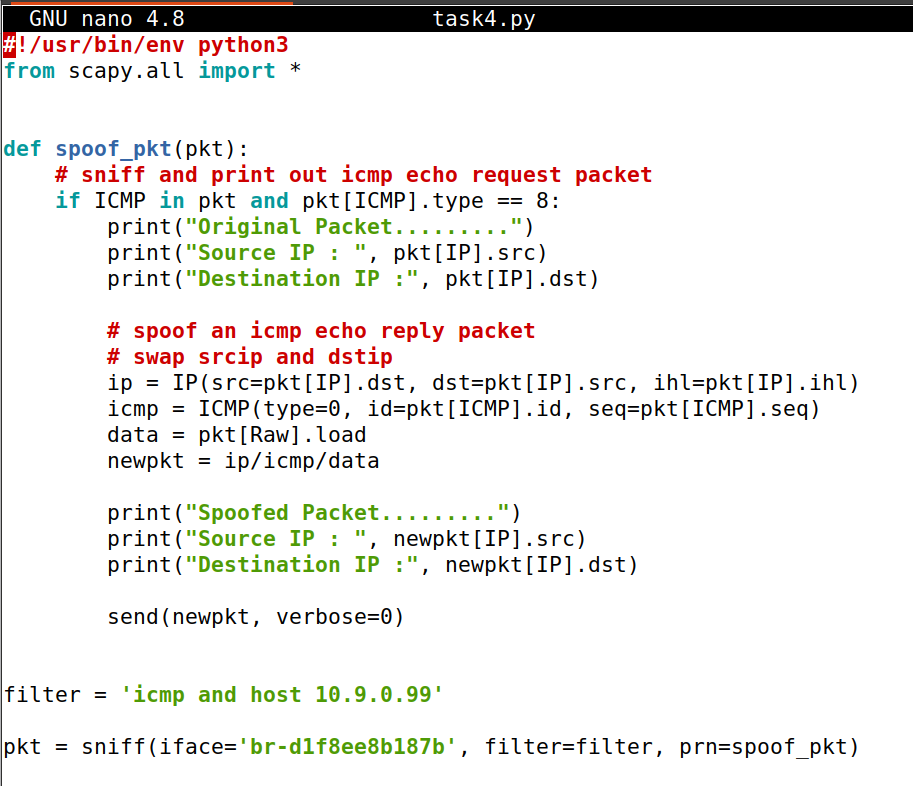 GNU nano 4.8 task4.py
#!/usr/bin/env python3
from scapy.all import *
def spoof_pkt(pkt):
    # sniff and print out icmp echo request packet
    if ICMP in pkt and pkt[ICMP].type == 8:
        print("Original Packet.........")
        print("Source IP : ", pkt[IP].src)
        print("Destination IP :", pkt[IP].dst)
        # spoof an icmp echo reply packet
        # swap srcip and dstip
        ip = IP(src=pkt[IP].dst, dst=pkt[IP].src, ihl=pkt[IP].ihl)
        icmp = ICMP(type=0, id=pkt[ICMP].id, seq=pkt[ICMP].seq)
        data = pkt[Raw].load
        newpkt = ip/icmp/data
        print("Spoofed Packet.........")
        print("Source IP : ", newpkt[IP].src)
        print("Destination IP :", newpkt[IP].dst)
        send(newpkt, verbose=0)
filter = 'icmp and host 10.9.0.99'
pkt = sniff(iface='br-d1f8ee8b187b', filter=filter, prn=spoof_pkt)